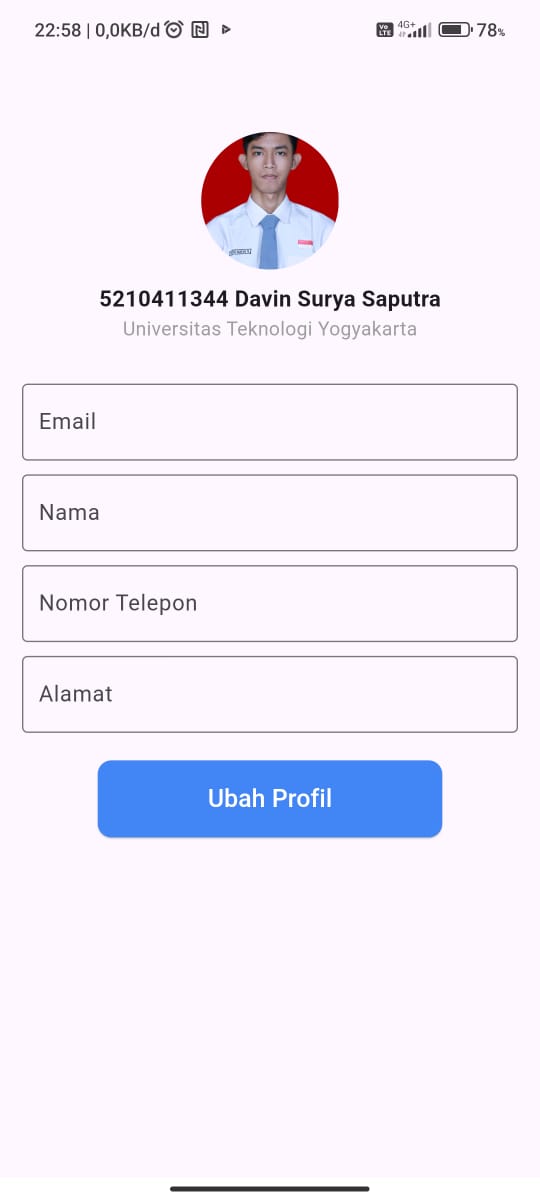 22:58 | 0,0KB/d
Vo LTE 4G+ 78%
5210411344 Davin Surya Saputra
Universitas Teknologi Yogyakarta
Email
Nama
Nomor Telepon
Alamat
Ubah Profil